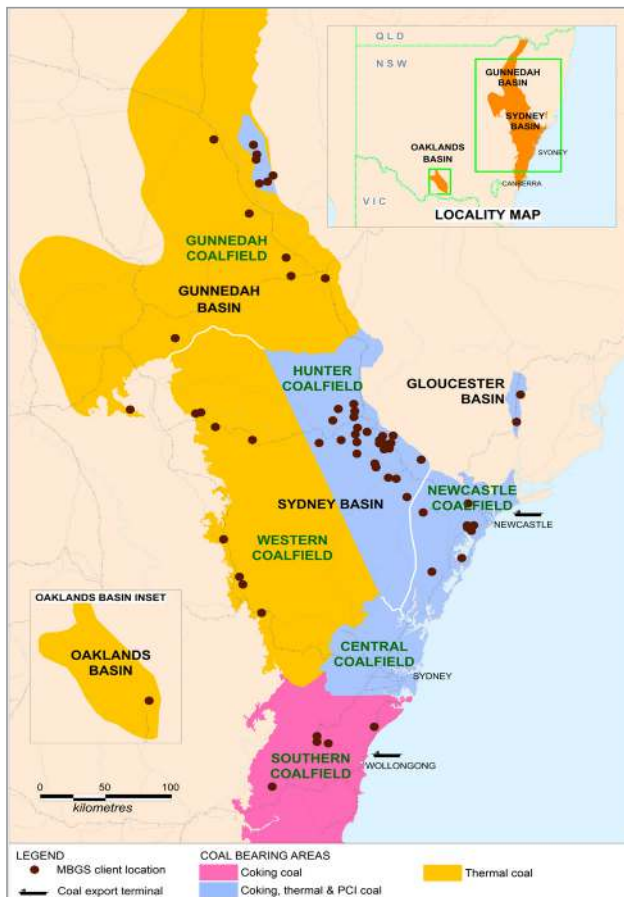 QLD
NSW
GUNNEDAH
BASIN
SYDNEY
BASIN
OAKLANDS
BASIN
SYDNEY
CANBERRA
VIC
LOCALITY MAP
GUNNEDAH
COALFIELD
GUNNEDAH
BASIN
HUNTER
COALFIELD
GLOUCESTER
BASIN
SYDNEY BASIN
NEWCASTLE
COALFIELD
NEWCASTLE
WESTERN
COALFIELD
OAKLANDS BASIN INSET
OAKLANDS
BASIN
CENTRAL
COALFIELD
SYDNEY
SOUTHERN
COALFIELD
WOLLONGONG
0 50 100
kilometres
LEGEND
MBGS client location
Coal export terminal
COAL BEARING AREAS
Coking coal
Coking, thermal & PCI coal
Thermal coal